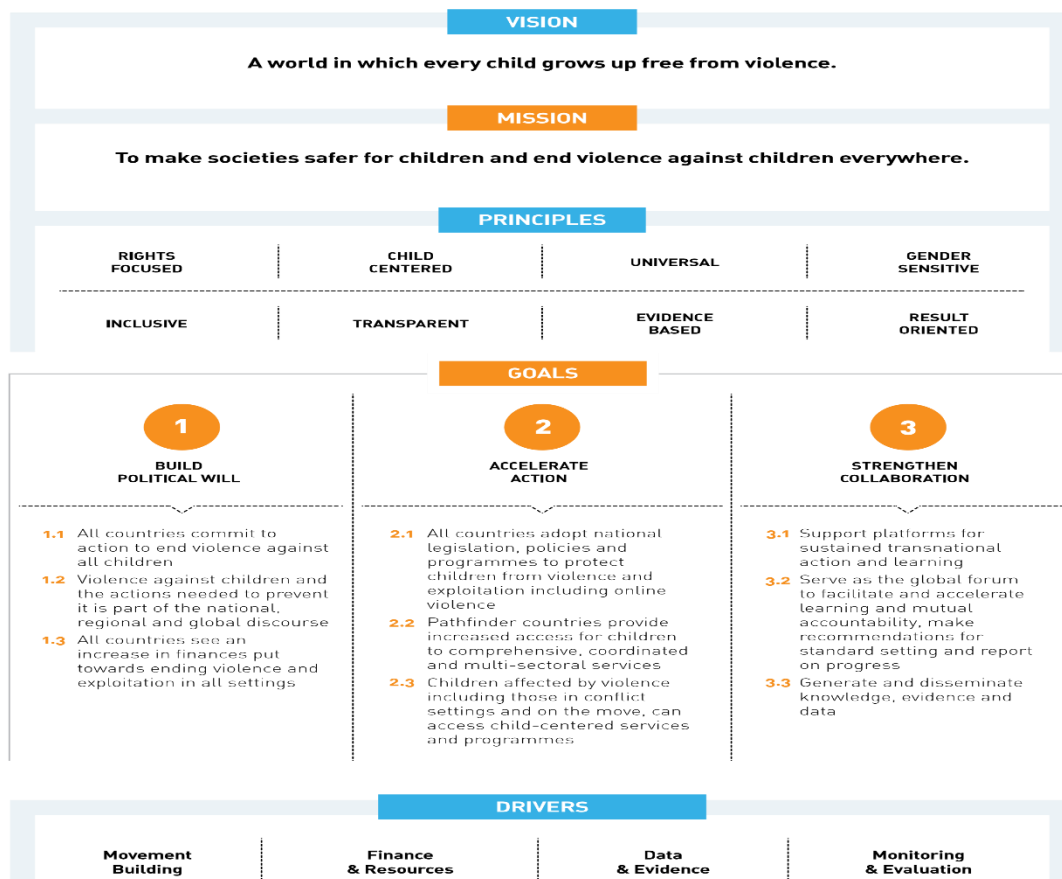 VISION
A world in which every child grows up free from violence.
MISSION
To make societies safer for children and end violence against children everywhere.
PRINCIPLES
RIGHTS
FOCUSED
CHILD
CENTERED
UNIVERSAL
GENDER
SENSITIVE
INCLUSIVE
TRANSPARENT
EVIDENCE
BASED
RESULT
ORIENTED
GOALS
1
BUILD
POLITICAL WILL
1.1 All countries commit to
action to end violence against
all children
1.2 Violence against children and
the actions needed to prevent
it is part of the national,
regional and global discourse
1.3 All countries see an
increase in finances put
towards ending violence and
exploitation in all settings
2
ACCELERATE
ACTION
2.1 All countries adopt national
legislation, policies and
programmes to protect
children from violence and
exploitation including online
violence
2.2 Pathfinder countries provide
increased access for children
to comprehensive, coordinated
and multi-sectoral services
2.3 Children affected by violence
including those in conflict
settings and on the move, can
access child-centered services
and programmes
3
STRENGTHEN
COLLABORATION
3.1 Support platforms for
sustained transnational
action and learning
3.2 Serve as the global forum
to facilitate and accelerate
learning and mutual
accountability, make
recommendations for
standard setting and report
on progress
3.3 Generate and disseminate
knowledge, evidence and
data
DRIVERS
Movement
Building
Finance
& Resources
Data
& Evidence
Monitoring
& Evaluation